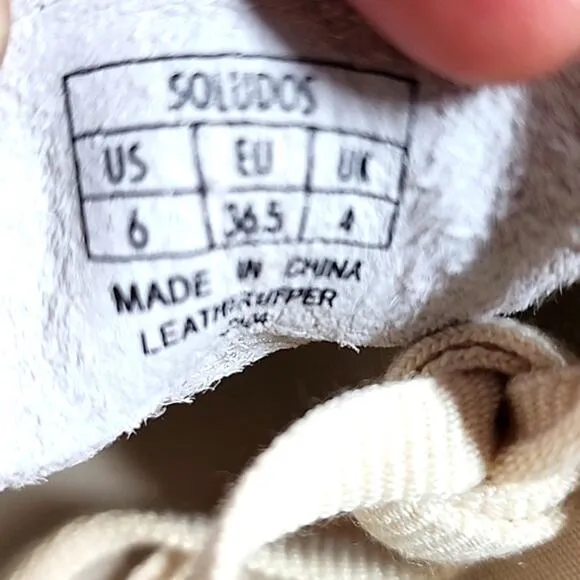 SOLUDOS
US EU UK
6 36.5 4
MADE IN CHINA
LEATHER UPPER